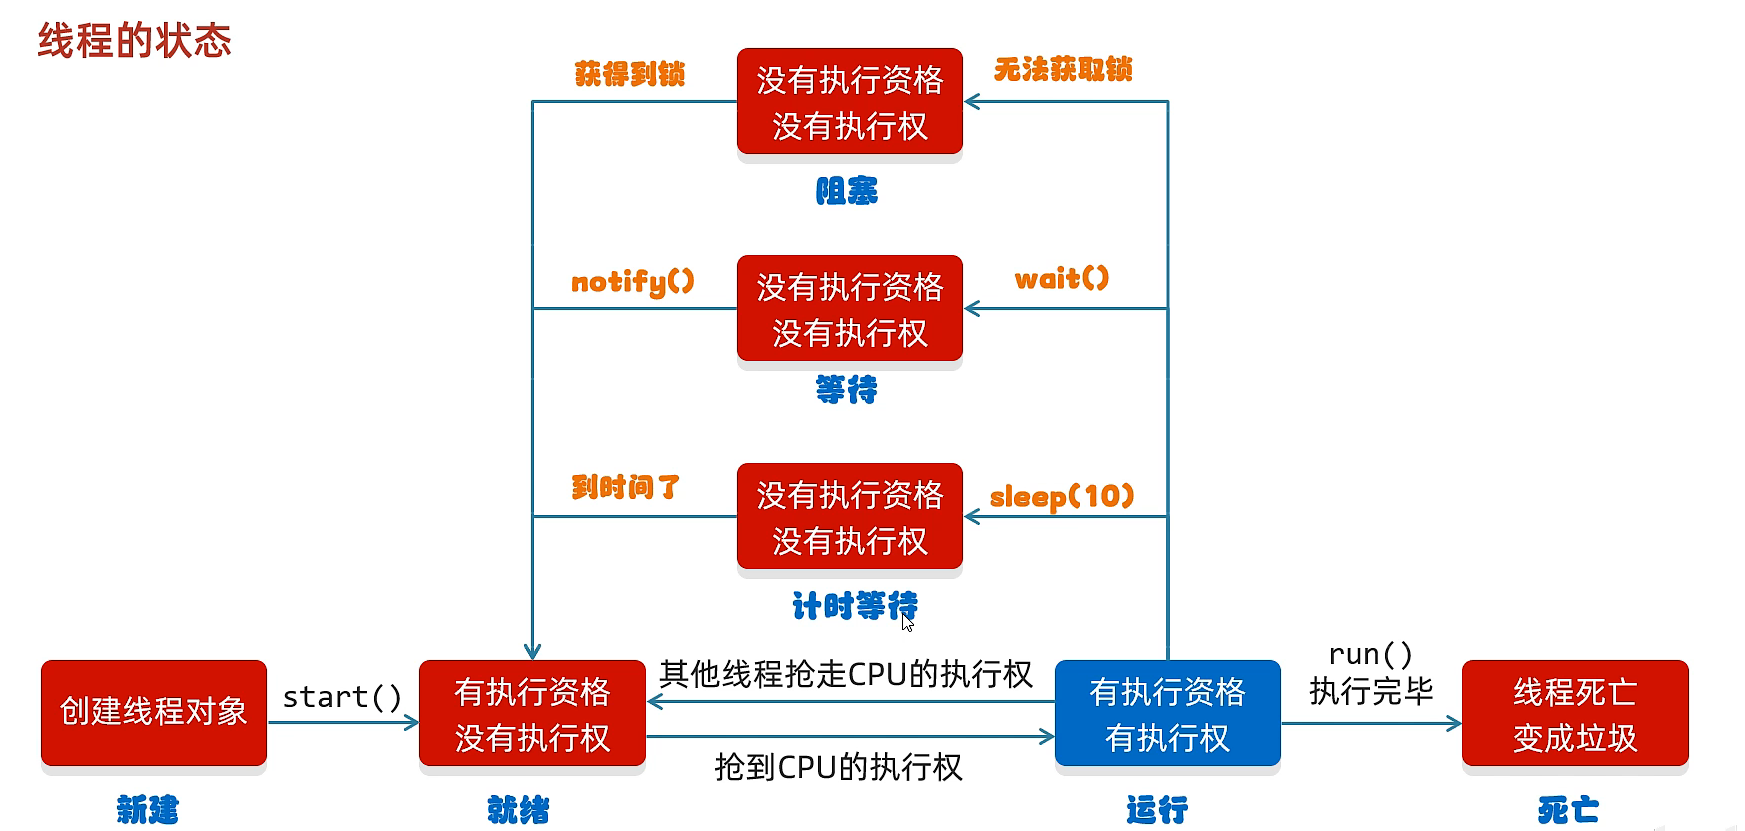 线程的状态
获得到锁
没有执行资格
没有执行权
无法获取锁
阻塞
notify()
没有执行资格
没有执行权
wait()
等待
到时间了
没有执行资格
没有执行权
sleep(10)
计时等待
创建线程对象
start()
有执行资格
没有执行权
其他线程抢走CPU的执行权
抢到CPU的执行权
有执行资格
有执行权
run()
执行完毕
线程死亡
变成垃圾
新建
就绪
运行
死亡